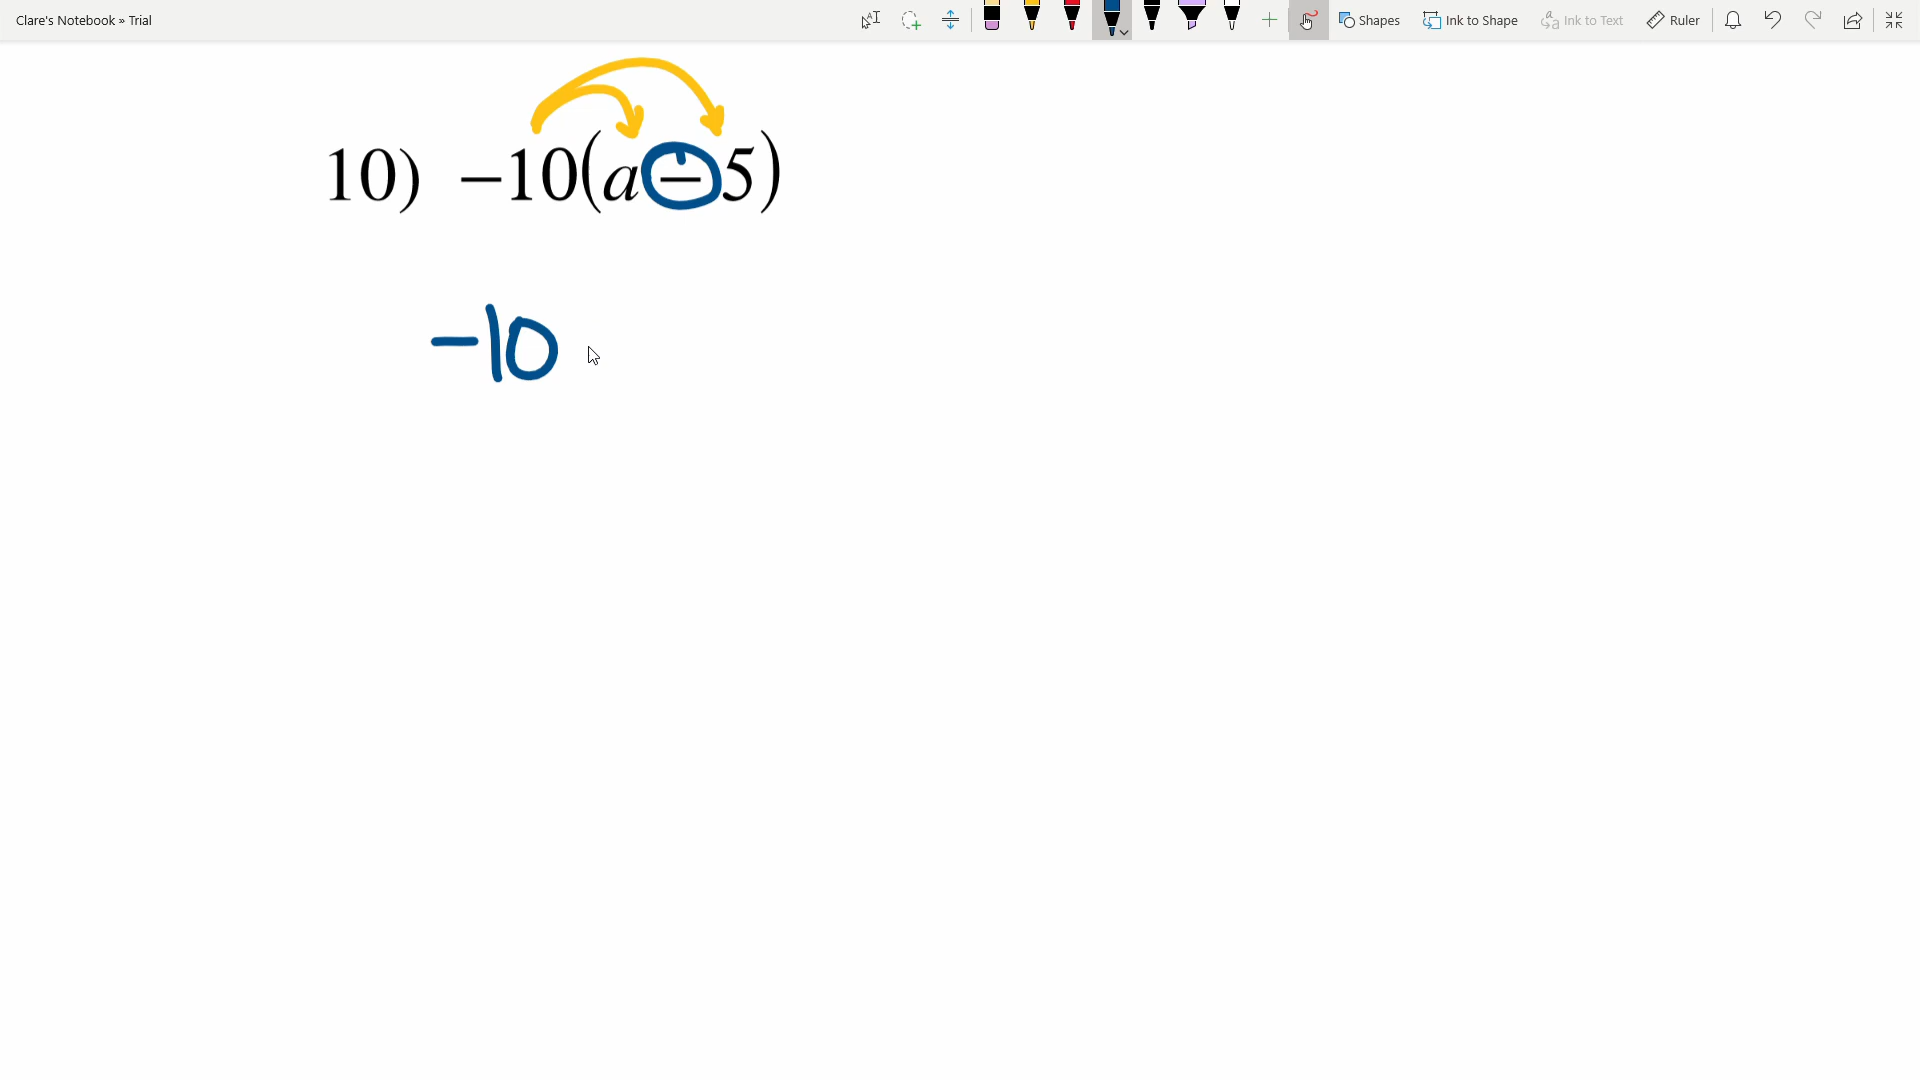 Clare's Notebook » Trial
Shapes
Ink to Shape
Ink to Text
Ruler
10) −10(a − 5)
−10